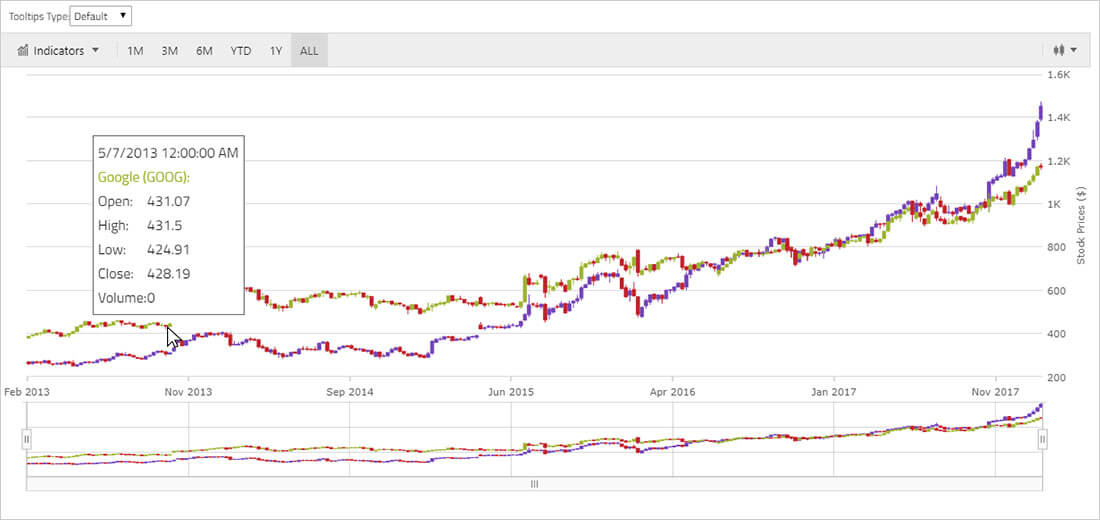 Tooltips Type: Default
Indicators 1M 3M 6M YTD 1Y ALL
1.6K
1.4K
1.2K
1K
800
600
400
200
Stock Prices ($)
5/7/2013 12:00:00 AM
Google (GOOG):
Open: 431.07
High: 431.5
Low: 424.91
Close: 428.19
Volume:0
Feb 2013 Nov 2013 Sep 2014 Jun 2015 Apr 2016 Jan 2017 Nov 2017